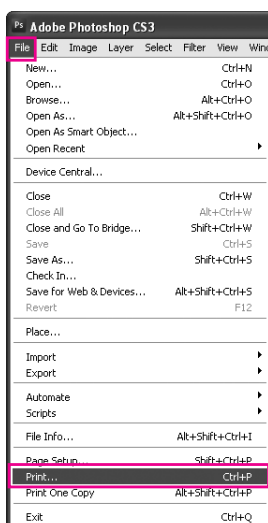 Ps Adobe Photoshop CS3
File Edit Image Layer Select Filter View
New... Ctrl+N
Open... Ctrl+O
Browse... Alt+Ctrl+O
Open As... Alt+Shift+Ctrl+O
Open As Smart Object...
Open Recent
Device Central...
Close Ctrl+W
Close All Alt+Ctrl+W
Close and Go To Bridge... Shift+Ctrl+W
Save Ctrl+S
Save As... Shift+Ctrl+S
Check In...
Save for Web & Devices... Alt+Shift+Ctrl+S
Revert F12
Place...
Import
Export
Automate
Scripts
File Info... Alt+Shift+Ctrl+I
Page Setup... Shift+Ctrl+P
Print... Ctrl+P
Print One Copy Alt+Shift+Ctrl+P
Exit Ctrl+Q